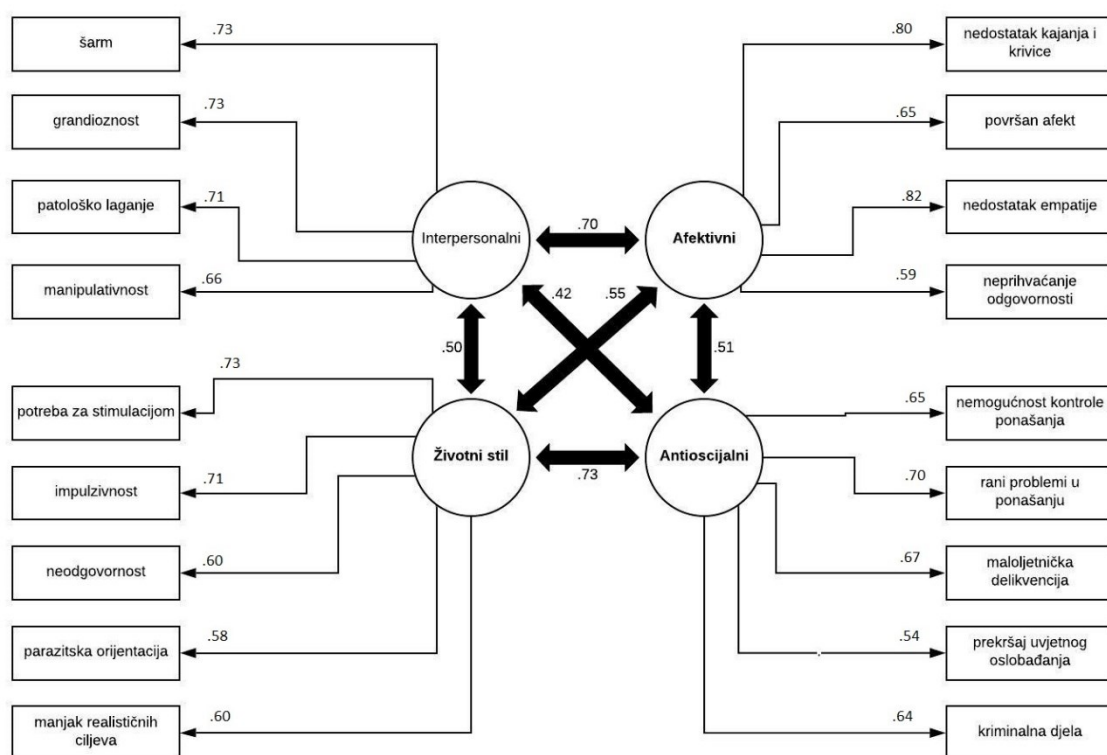 šarm
.73
grandioznost
.73
patološko laganje
.71
manipulativnost
.66
potreba za stimulacijom
.73
impulzivnost
.71
neodgovornost
.60
parazitska orijentacija
.58
manjak realističnih
ciljeva
.60
Interpersonalni
.70
Afektivni
.42
.55
.50
.51
Životni stil
.73
Antioscijalni
.80
nedostatak kajanja i
krivice
.65
površan afekt
.82
nedostatak empatije
.59
neprihvaćanje
odgovornosti
.65
nemogućnost kontrole
ponašanja
.70
rani problemi u
ponašanju
.67
maloljetnička
delikvencija
.54
prekršaj uvjetnog
oslobađanja
.64
kriminalna djela